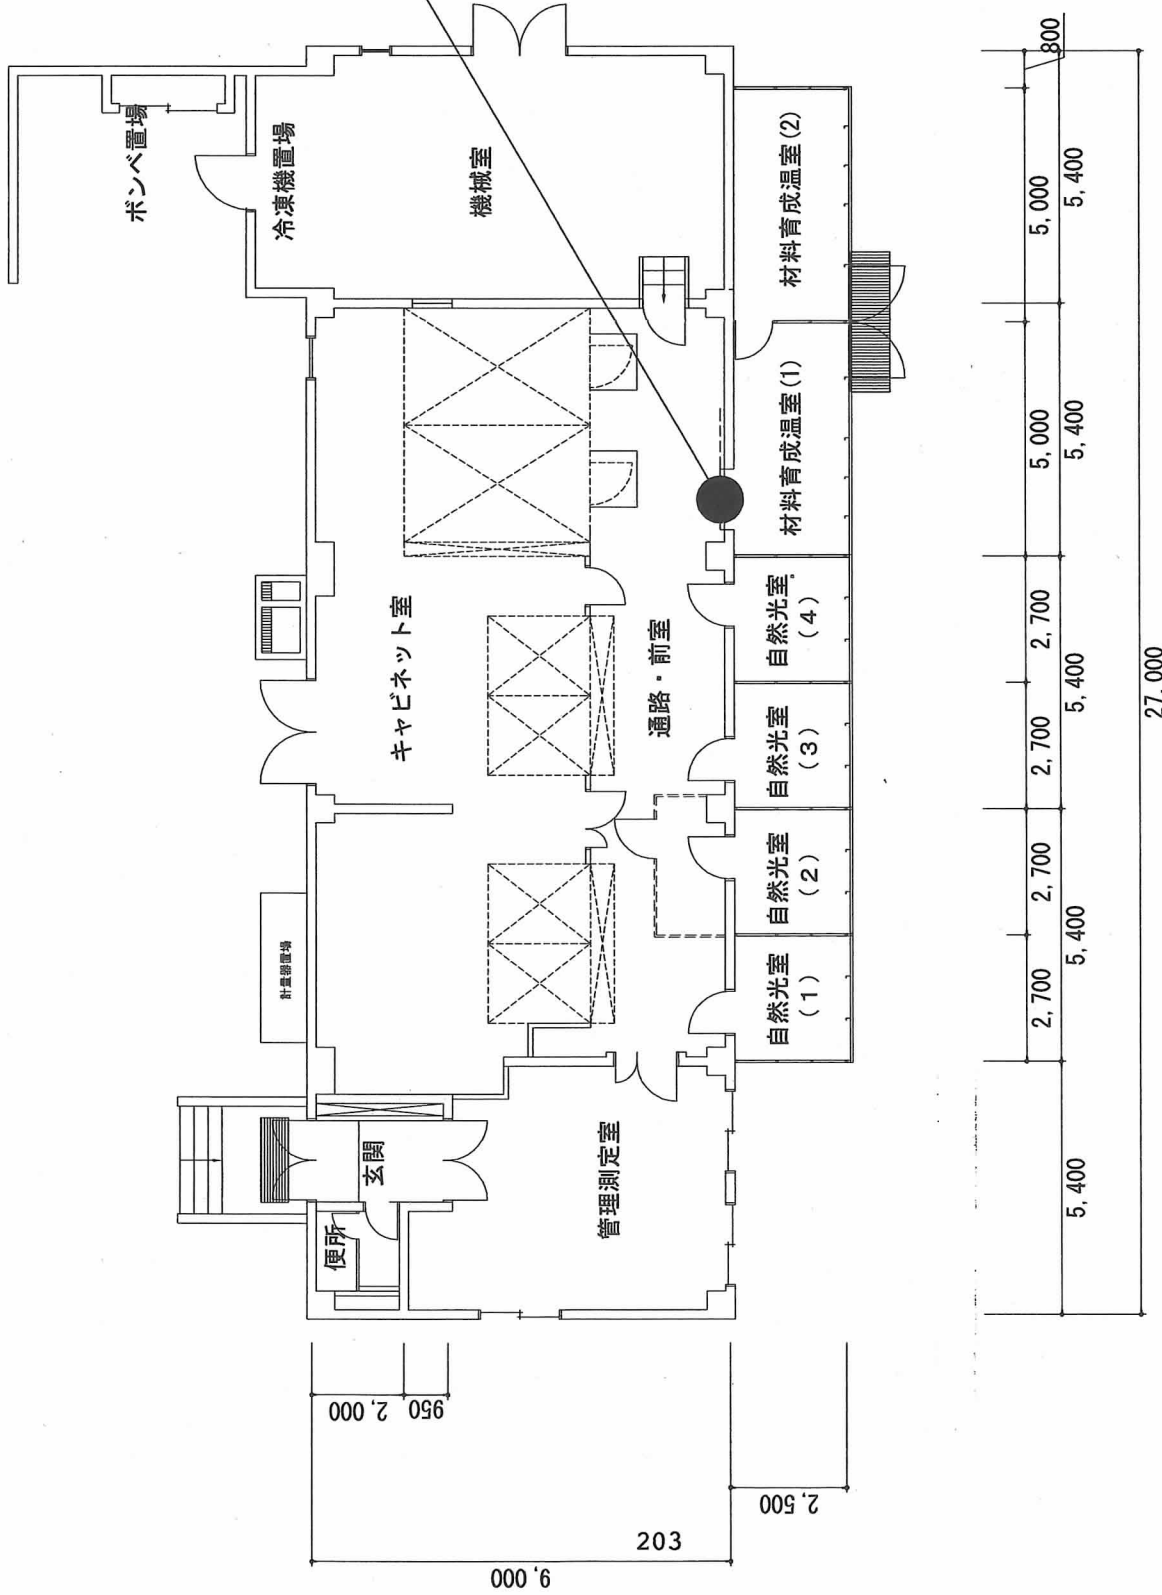 ボンベ置場
冷凍機置場
機械室
キャビネット室
通路・前室
計量器置場
玄関
便所
管理測定室
材料育成温室(2)
材料育成温室(1)
自然光室
(4)
自然光室
(3)
自然光室
(2)
自然光室
(1)
800
5,000
5,400
5,000
5,400
2,700
2,700
5,400
2,700
2,700
5,400
5,400
27,000
2,000
950
9,000
2,500
203